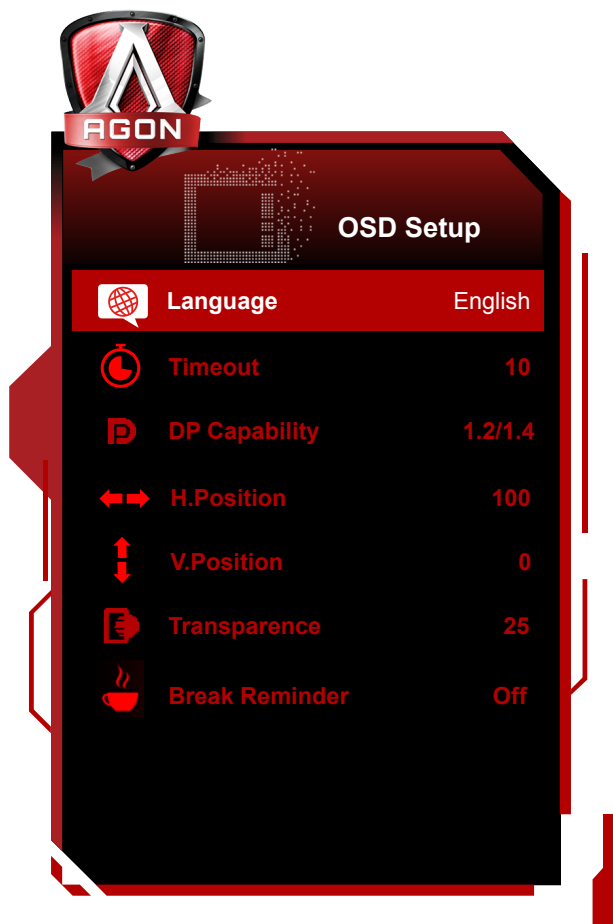 AGON
OSD Setup
Language English
Timeout 10
DP Capability 1.2/1.4
H.Position 100
V.Position 0
Transparence 25
Break Reminder Off